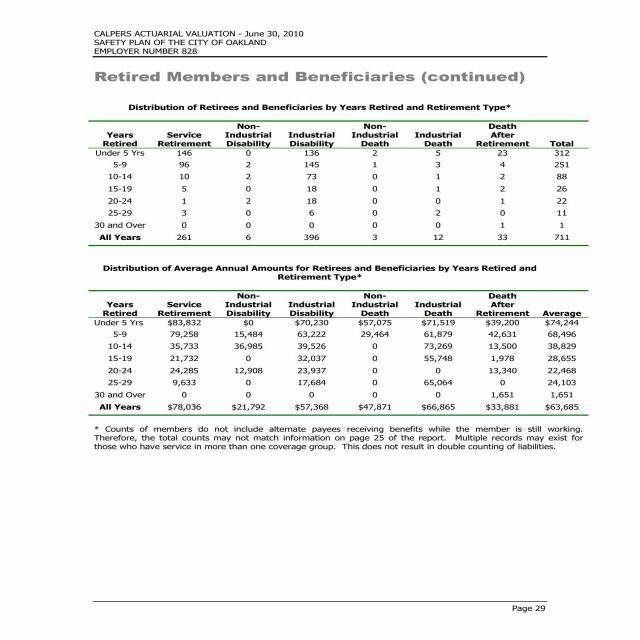 CALPERS ACTUARIAL VALUATION - June 30, 2010
SAFETY PLAN OF THE CITY OF OAKLAND
EMPLOYER NUMBER 828
Retired Members and Beneficiaries (continued)
Distribution of Retirees and Beneficiaries by Years Retired and Retirement Type*
Years Retired Service Retirement Non-Industrial Disability Industrial Disability Non-Industrial Death Industrial Death Death After Retirement Total
Under 5 Yrs 146 0 136 2 5 23 312
5-9 96 2 145 1 3 4 251
10-14 10 2 73 0 1 2 88
15-19 5 0 18 0 1 2 26
20-24 1 2 18 0 0 1 22
25-29 3 0 6 0 2 0 11
30 and Over 0 0 0 0 0 1 1
All Years 261 6 396 3 12 33 711
Distribution of Average Annual Amounts for Retirees and Beneficiaries by Years Retired and
Retirement Type*
Years Retired Service Retirement Non-Industrial Disability Industrial Disability Non-Industrial Death Industrial Death Death After Retirement Average
Under 5 Yrs $83,832 $0 $70,230 $57,075 $71,519 $39,200 $74,244
5-9 79,258 15,484 63,222 29,464 61,879 42,631 68,496
10-14 35,733 36,985 39,526 0 73,269 13,500 38,829
15-19 21,732 0 32,037 0 55,748 1,978 28,655
20-24 24,285 12,908 23,937 0 0 13,340 22,468
25-29 9,633 0 17,684 0 65,064 0 24,103
30 and Over 0 0 0 0 0 1,651 1,651
All Years $78,036 $21,792 $57,368 $47,871 $66,865 $33,881 $63,685
* Counts of members do not include alternate payees receiving benefits while the member is still working.
Therefore, the total counts may not match information on page 25 of the report. Multiple records may exist for
those who have service in more than one coverage group. This does not result in double counting of liabilities.
Page 29